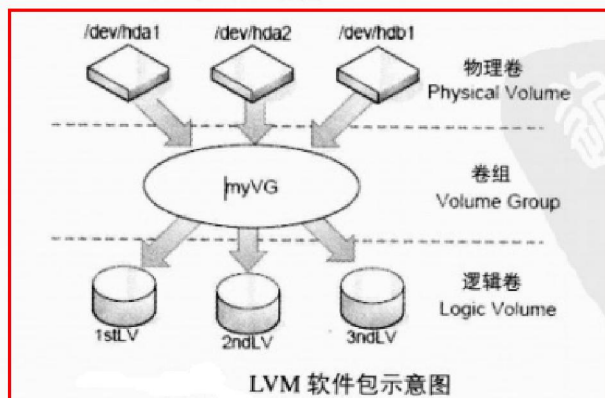 /dev/hda1 /dev/hda2 /dev/hdb1
物理卷
Physical Volume
myVG
卷组
Volume Group
逻辑卷
Logic Volume
1stLV 2ndLV 3ndLV
LVM 软件包示意图